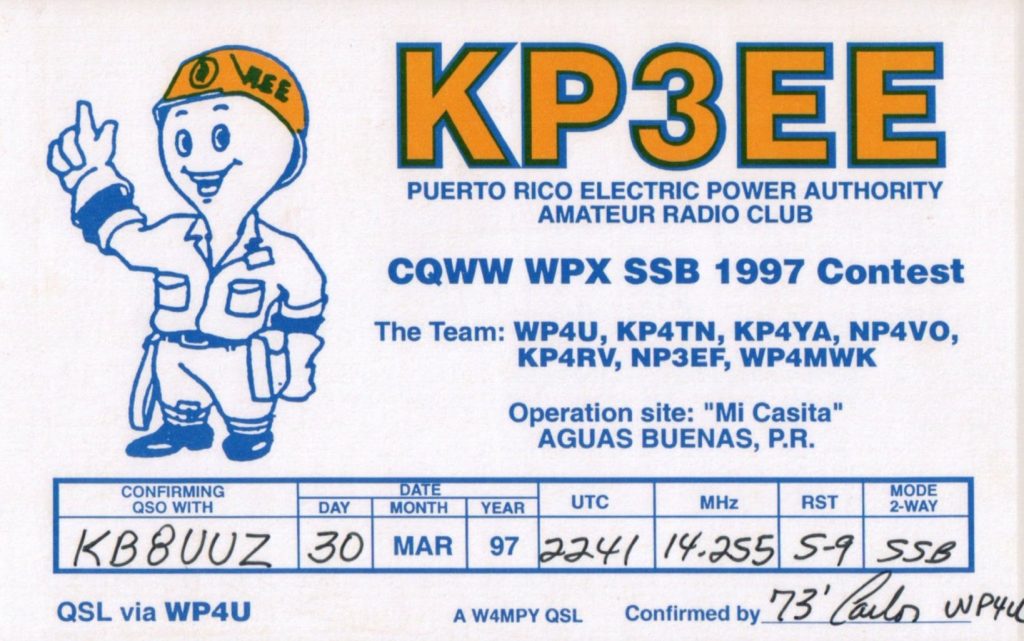 AEE
KP3EE
PUERTO RICO ELECTRIC POWER AUTHORITY
AMATEUR RADIO CLUB
CQWW WPX SSB 1997 Contest
The Team: WP4U, KP4TN, KP4YA, NP4VO,
KP4RV, NP3EF, WP4MWK
Operation site: "Mi Casita"
AGUAS BUENAS, P.R.
CONFIRMING
QSO WITH
DATE
DAY MONTH YEAR
UTC MHz RST
MODE
2-WAY
KB8UUZ 30 MAR 97 2241 14.255 5-9 SSB
QSL via WP4U A W4MPY QSL Confirmed by 73' Carlos WP4U